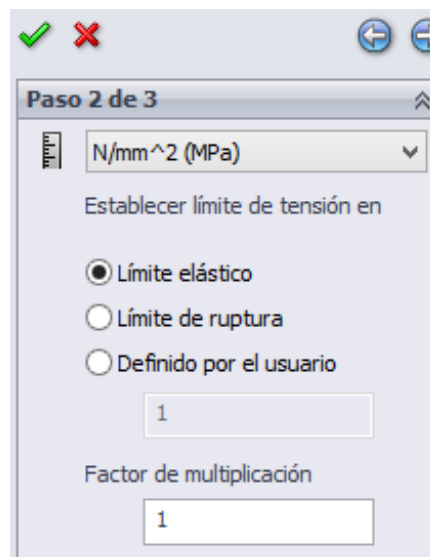 Paso 2 de 3
N/mm^2 (MPa)
Establecer límite de tensión en
Límite elástico
Límite de ruptura
Definido por el usuario
1
Factor de multiplicación
1